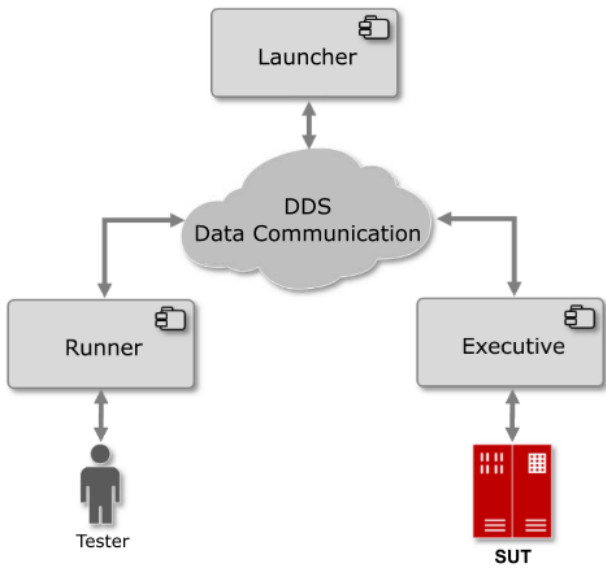 Launcher
DDS
Data Communication
Runner
Executive
Tester
SUT